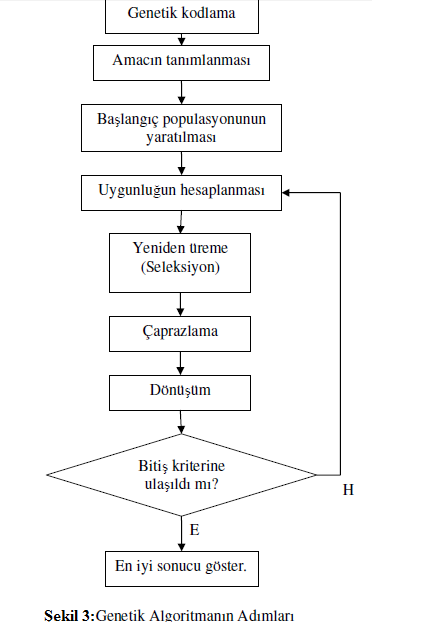 Genetik kodlama
Amacın tanımlanması
Başlangıç populasyonunun
yaratılması
Uygunluğun hesaplanması
Yeniden üreme
(Seleksiyon)
Çaprazlama
Dönüşüm
Bitiş kriterine
ulaşıldı mı?
H
E
En iyi sonucu göster.
Şekil 3:Genetik Algoritmanın Adımları